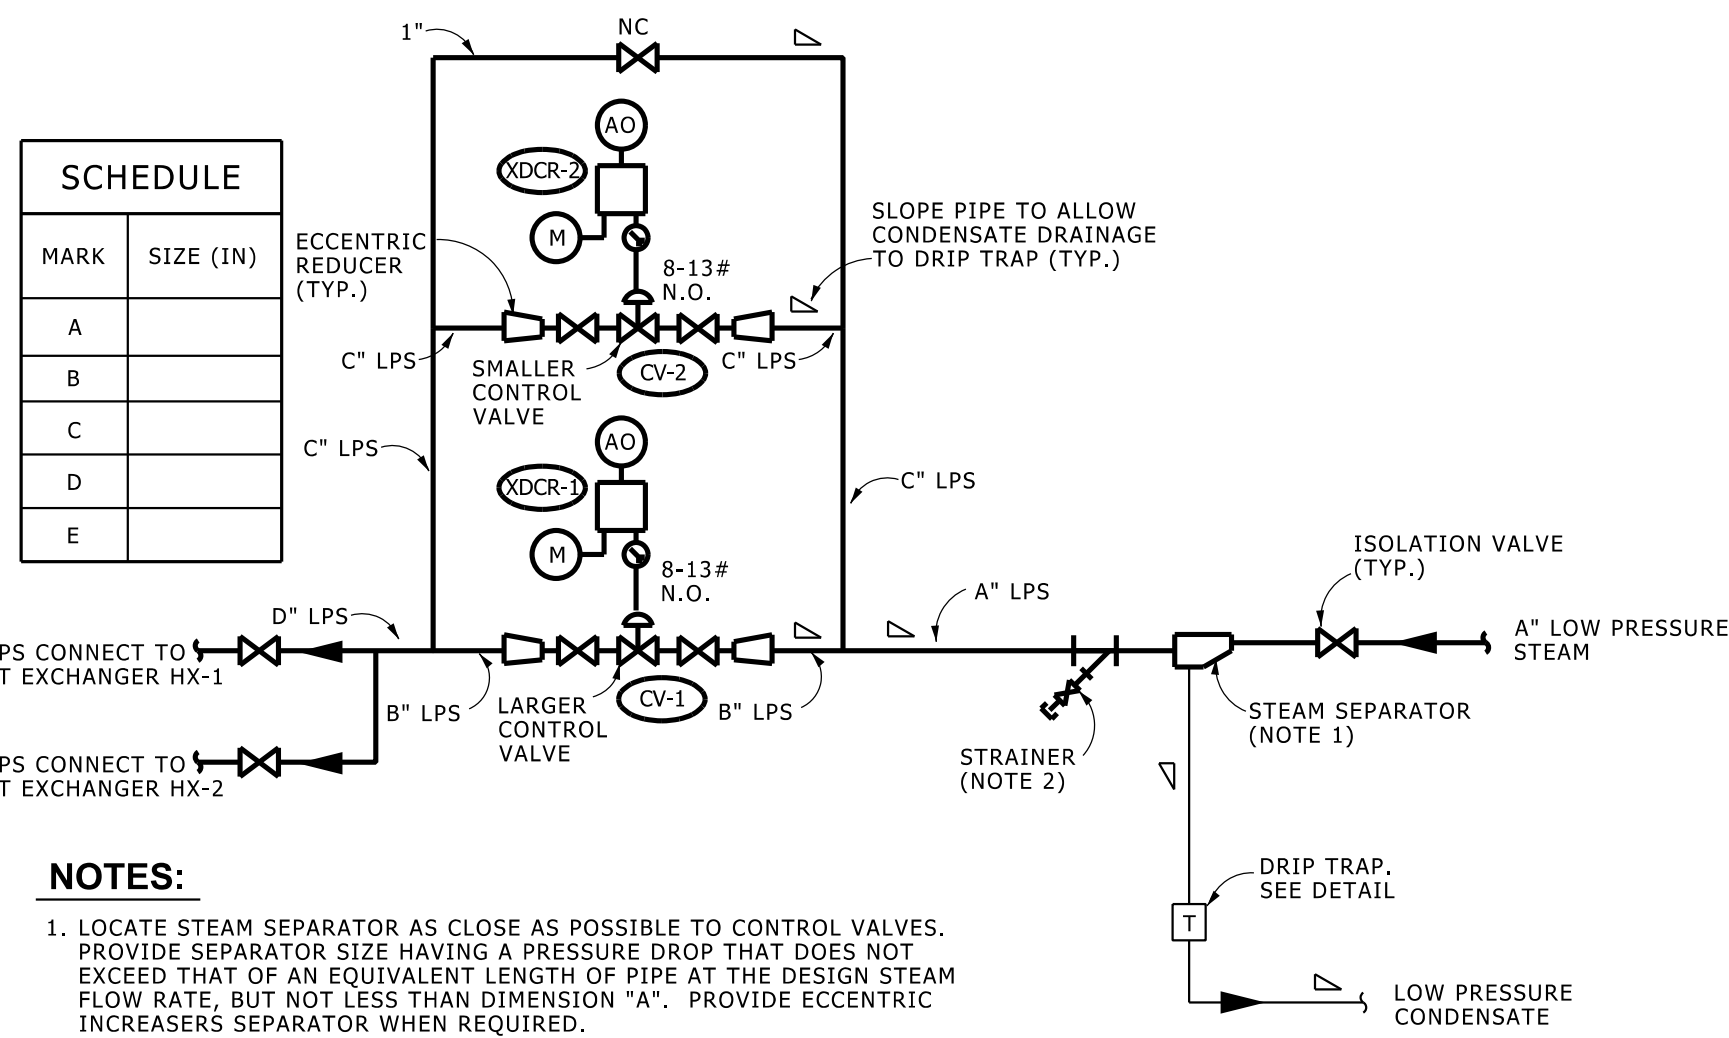 1"
NC
AO
XDCR-2
M
SCHEDULE
MARK
SIZE (IN)
A
B
C
D
E
ECCENTRIC
REDUCER
(TYP.)
8-13#
N.O.
SLOPE PIPE TO ALLOW
CONDENSATE DRAINAGE
TO DRIP TRAP (TYP.)
C" LPS
SMALLER
CONTROL
VALVE
CV-2
C" LPS
C" LPS
AO
XDCR-1
M
C" LPS
8-13#
N.O.
ISOLATION VALVE
(TYP.)
D" LPS
A" LPS
PS CONNECT TO
T EXCHANGER HX-1
A" LOW PRESSURE
STEAM
B" LPS
LARGER
CONTROL
VALVE
CV-1
B" LPS
STEAM SEPARATOR
(NOTE 1)
STRAINER
(NOTE 2)
PS CONNECT TO
T EXCHANGER HX-2
DRIP TRAP.
SEE DETAIL
T
LOW PRESSURE
CONDENSATE
NOTES:
1. LOCATE STEAM SEPARATOR AS CLOSE AS POSSIBLE TO CONTROL VALVES.
PROVIDE SEPARATOR SIZE HAVING A PRESSURE DROP THAT DOES NOT
EXCEED THAT OF AN EQUIVALENT LENGTH OF PIPE AT THE DESIGN STEAM
FLOW RATE, BUT NOT LESS THAN DIMENSION "A". PROVIDE ECCENTRIC
INCREASERS SEPARATOR WHEN REQUIRED.